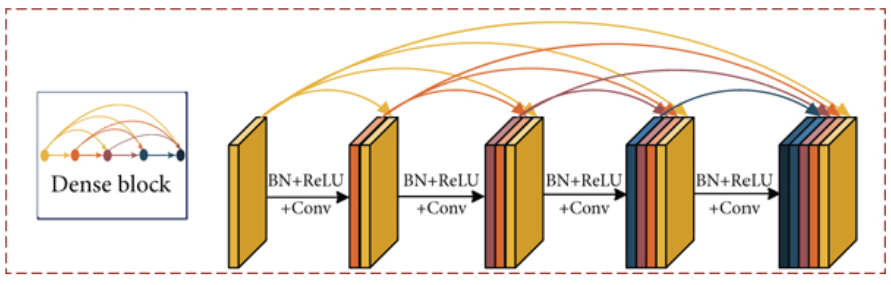 Dense block
BN+ReLU
+Conv
BN+ReLU
+Conv
BN+ReLU
+Conv
BN+ReLU
+Conv